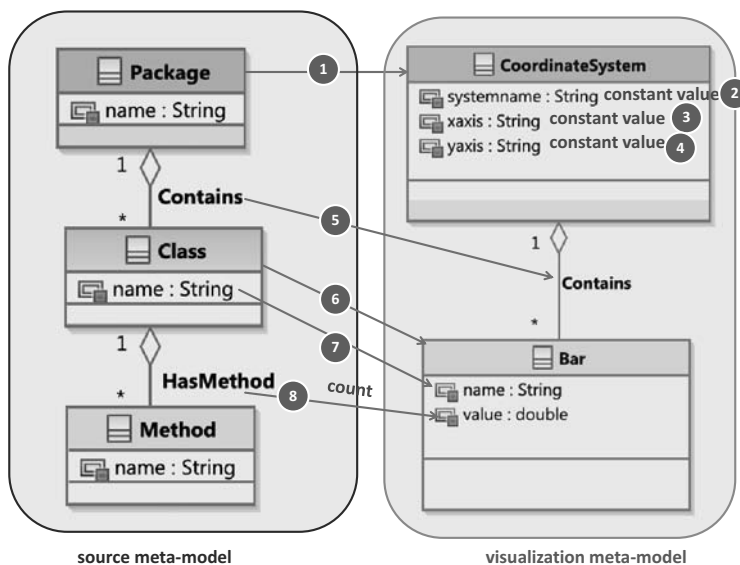 Package
name : String
1
Contains
*
Class
name : String
1
HasMethod
*
Method
name : String
source meta-model
1
5
6
7
8
count
CoordinateSystem
systemname : String constant value 2
xaxis : String constant value 3
yaxis : String constant value 4
1
Contains
*
Bar
name : String
value : double
visualization meta-model